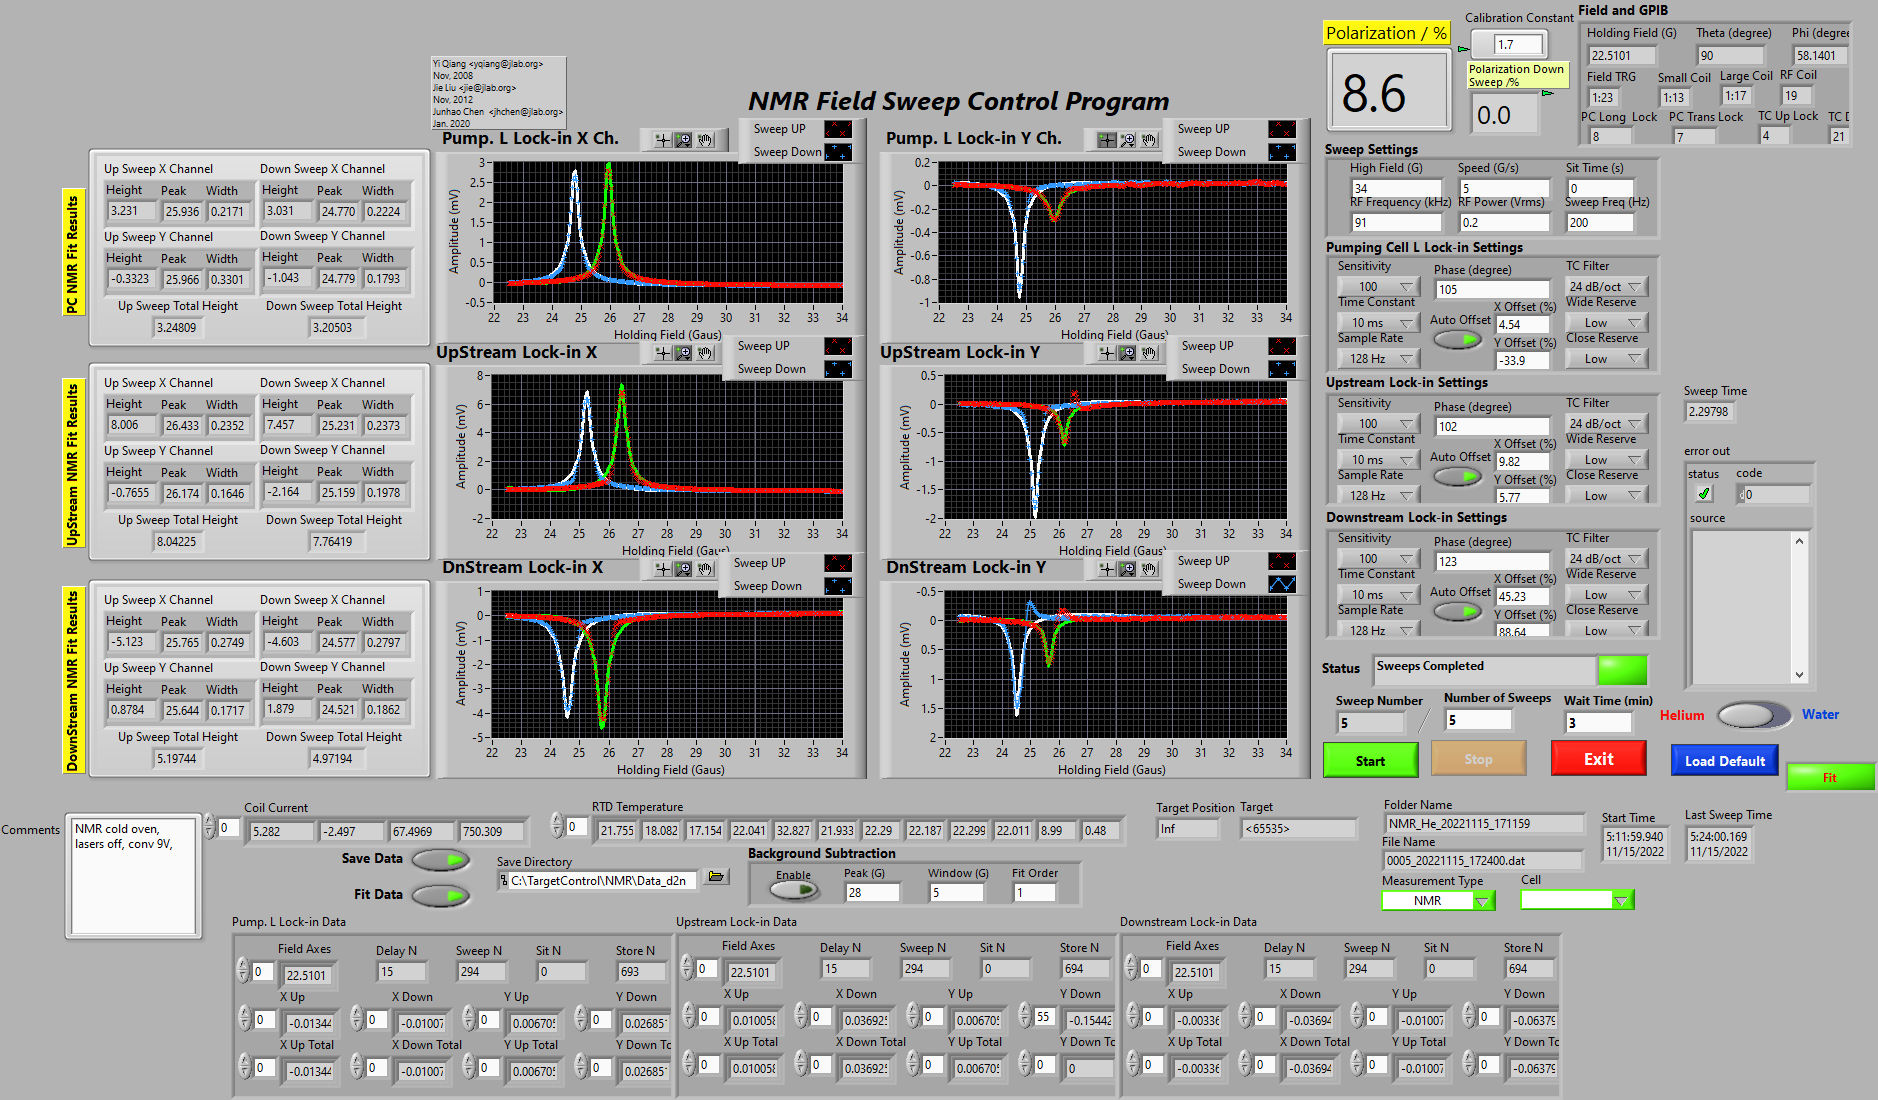 Yi Qiang <yqiang@jlab.org>
Nov, 2008
Jie Liu <jie@jlab.org>
Nov, 2012
Junhao Chen <jhchen@jlab.org>
Jan. 2020
NMR Field Sweep Control Program
Polarization / %
8.6
Calibration Constant
1.7
Polarization Down
Sweep /%
0.0
Field and GPIB
Holding Field (G) Theta (degree) Phi (degree
22.5101 90 58.1401
Field TRG Small Coil Large Coil RF Coil
1:23 1:13 1:17 19
PC Long Lock PC Trans Lock TC Up Lock TC D
8 7 4 21
PC NMR Fit Results
Up Sweep X Channel Down Sweep X Channel
Height Peak Width Height Peak Width
3.231 25.936 0.2171 3.031 24.770 0.2224
Up Sweep Y Channel Down Sweep Y Channel
Height Peak Width Height Peak Width
-0.3323 25.966 0.3301 -1.043 24.779 0.1793
Up Sweep Total Height Down Sweep Total Height
3.24809 3.20503
UpStream NMR Fit Results
Up Sweep X Channel Down Sweep X Channel
Height Peak Width Height Peak Width
8.006 26.433 0.2352 7.457 25.231 0.2373
Up Sweep Y Channel Down Sweep Y Channel
Height Peak Width Height Peak Width
-0.7655 26.174 0.1646 -2.164 25.159 0.1978
Up Sweep Total Height Down Sweep Total Height
8.04225 7.76419
DownStream NMR Fit Results
Up Sweep X Channel Down Sweep X Channel
Height Peak Width Height Peak Width
-5.123 25.765 0.2749 -4.603 24.577 0.2797
Up Sweep Y Channel Down Sweep Y Channel
Height Peak Width Height Peak Width
0.8784 25.644 0.1717 1.879 24.521 0.1862
Up Sweep Total Height Down Sweep Total Height
5.19744 4.97194
Pump. L Lock-in X Ch.
Sweep UP
Sweep Down
Amplitude (mV)
3
2.5
2
1.5
1
0.5
0
-0.5
22 23 24 25 26 27 28 29 30 31 32 33 34
Holding Field (Gaus)
Pump. L Lock-in Y Ch.
Sweep UP
Sweep Down
Amplitude (mV)
0.2
0
-0.2
-0.4
-0.6
-0.8
-1
22 23 24 25 26 27 28 29 30 31 32 33 34
Holding Field (Gaus)
UpStream Lock-in X
Sweep UP
Sweep Down
Amplitude (mV)
8
6
4
2
0
-2
22 23 24 25 26 27 28 29 30 31 32 33 34
Holding Field (Gaus)
UpStream Lock-in Y
Sweep UP
Sweep Down
Amplitude (mV)
0.5
0
-0.5
-1
-1.5
-2
22 23 24 25 26 27 28 29 30 31 32 33 34
Holding Field (Gaus)
DnStream Lock-in X
Sweep UP
Sweep Down
Amplitude (mV)
1
0
-1
-2
-3
-4
-5
22 23 24 25 26 27 28 29 30 31 32 33 34
Holding Field (Gaus)
DnStream Lock-in Y
Sweep UP
Sweep Down
Amplitude (mV)
-0.5
0
0.5
1
1.5
2
22 23 24 25 26 27 28 29 30 31 32 33 34
Holding Field (Gaus)
Sweep Settings
High Field (G) Speed (G/s) Sit Time (s)
34 5 0
RF Frequency (kHz) RF Power (Vrms) Sweep Freq (Hz)
91 0.2 200
Pumping Cell L Lock-in Settings
Sensitivity Phase (degree) TC Filter
100 105 24 dB/oct
Time Constant X Offset (%) Wide Reserve
10 ms Auto Offset 4.54 Low
Sample Rate Y Offset (%) Close Reserve
128 Hz -33.9 Low
Upstream Lock-in Settings
Sensitivity Phase (degree) TC Filter
100 102 24 dB/oct
Time Constant X Offset (%) Wide Reserve
10 ms Auto Offset 9.82 Low
Sample Rate Y Offset (%) Close Reserve
128 Hz 5.77 Low
Downstream Lock-in Settings
Sensitivity Phase (degree) TC Filter
100 123 24 dB/oct
Time Constant X Offset (%) Wide Reserve
10 ms Auto Offset 45.23 Low
Sample Rate Y Offset (%) Close Reserve
128 Hz 88.64 Low
Sweep Time
2.29798
error out
status code
0
source
Status Sweeps Completed
Sweep Number Number of Sweeps Wait Time (min)
5 / 5 3
Helium Water
Start Stop Exit Load Default
Fit
Comments
NMR cold oven,
lasers off, conv 9V,
Coil Current
0 5.282 -2.497 67.4969 750.309
RTD Temperature
0 21.755 18.082 17.154 22.041 32.827 21.933 22.29 22.187 22.299 22.011 8.99 0.48
Target Position Target
Inf <65535>
Save Data
Fit Data
Save Directory
C:\TargetControl\NMR\Data_d2n
Background Subtraction
Enable Peak (G) Window (G) Fit Order
28 5 1
Folder Name
NMR_He_20221115_171159
File Name
0005_20221115_172400.dat
Measurement Type Cell
NMR
Start Time Last Sweep Time
5:11:59.940 5:24:00.169
11/15/2022 11/15/2022
Pump. L Lock-in Data
Field Axes Delay N Sweep N Sit N Store N
0 22.5101 15 294 0 693
X Up X Down Y Up Y Down
0 -0.01344 0 -0.01007 0 0.00670 0 0.02685
X Up Total X Down Total Y Up Total Y Down To
0 -0.01344 0 -0.01007 0 0.00670 0 0.02685
Upstream Lock-in Data
Field Axes Delay N Sweep N Sit N Store N
0 22.5101 15 294 0 694
X Up X Down Y Up Y Down
0 0.010058 0 0.03692 0 0.00670 55 -0.15442
X Up Total X Down Total Y Up Total Y Down To
0 0.010058 0 0.03692 0 0.00670 0 0
Downstream Lock-in Data
Field Axes Delay N Sweep N Sit N Store N
0 22.5101 15 294 0 694
X Up X Down Y Up Y Down
0 -0.00336 0 -0.03694 0 -0.01007 0 -0.06379
X Up Total X Down Total Y Up Total Y Down To
0 -0.00336 0 -0.03694 0 -0.01007 0 -0.06379